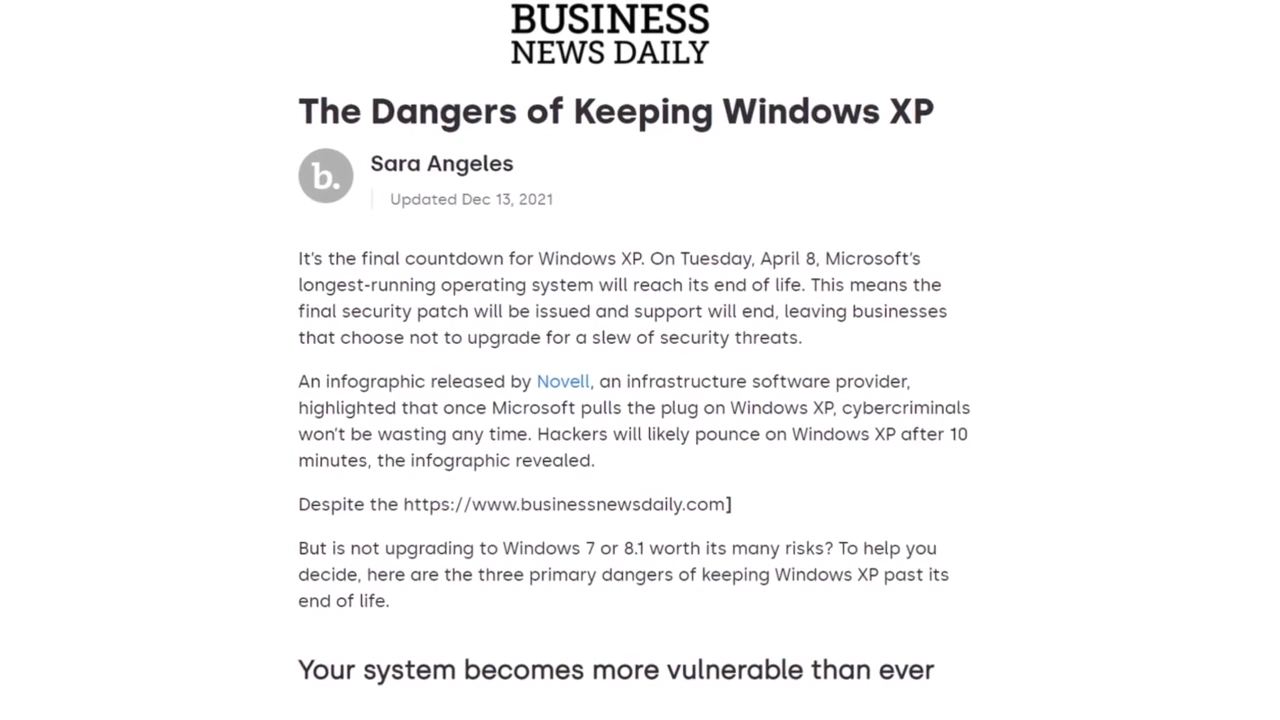 BUSINESS
NEWS DAILY
The Dangers of Keeping Windows XP
b.
Sara Angeles
Updated Dec 13, 2021
It's the final countdown for Windows XP. On Tuesday, April 8, Microsoft's
longest-running operating system will reach its end of life. This means the
final security patch will be issued and support will end, leaving businesses
that choose not to upgrade for a slew of security threats.
An infographic released by Novell, an infrastructure software provider,
highlighted that once Microsoft pulls the plug on Windows XP, cybercriminals
won't be wasting any time. Hackers will likely pounce on Windows XP after 10
minutes, the infographic revealed.
Despite the https://www.businessnewsdaily.com]
But is not upgrading to Windows 7 or 8.1 worth its many risks? To help you
decide, here are the three primary dangers of keeping Windows XP past its
end of life.
Your system becomes more vulnerable than ever